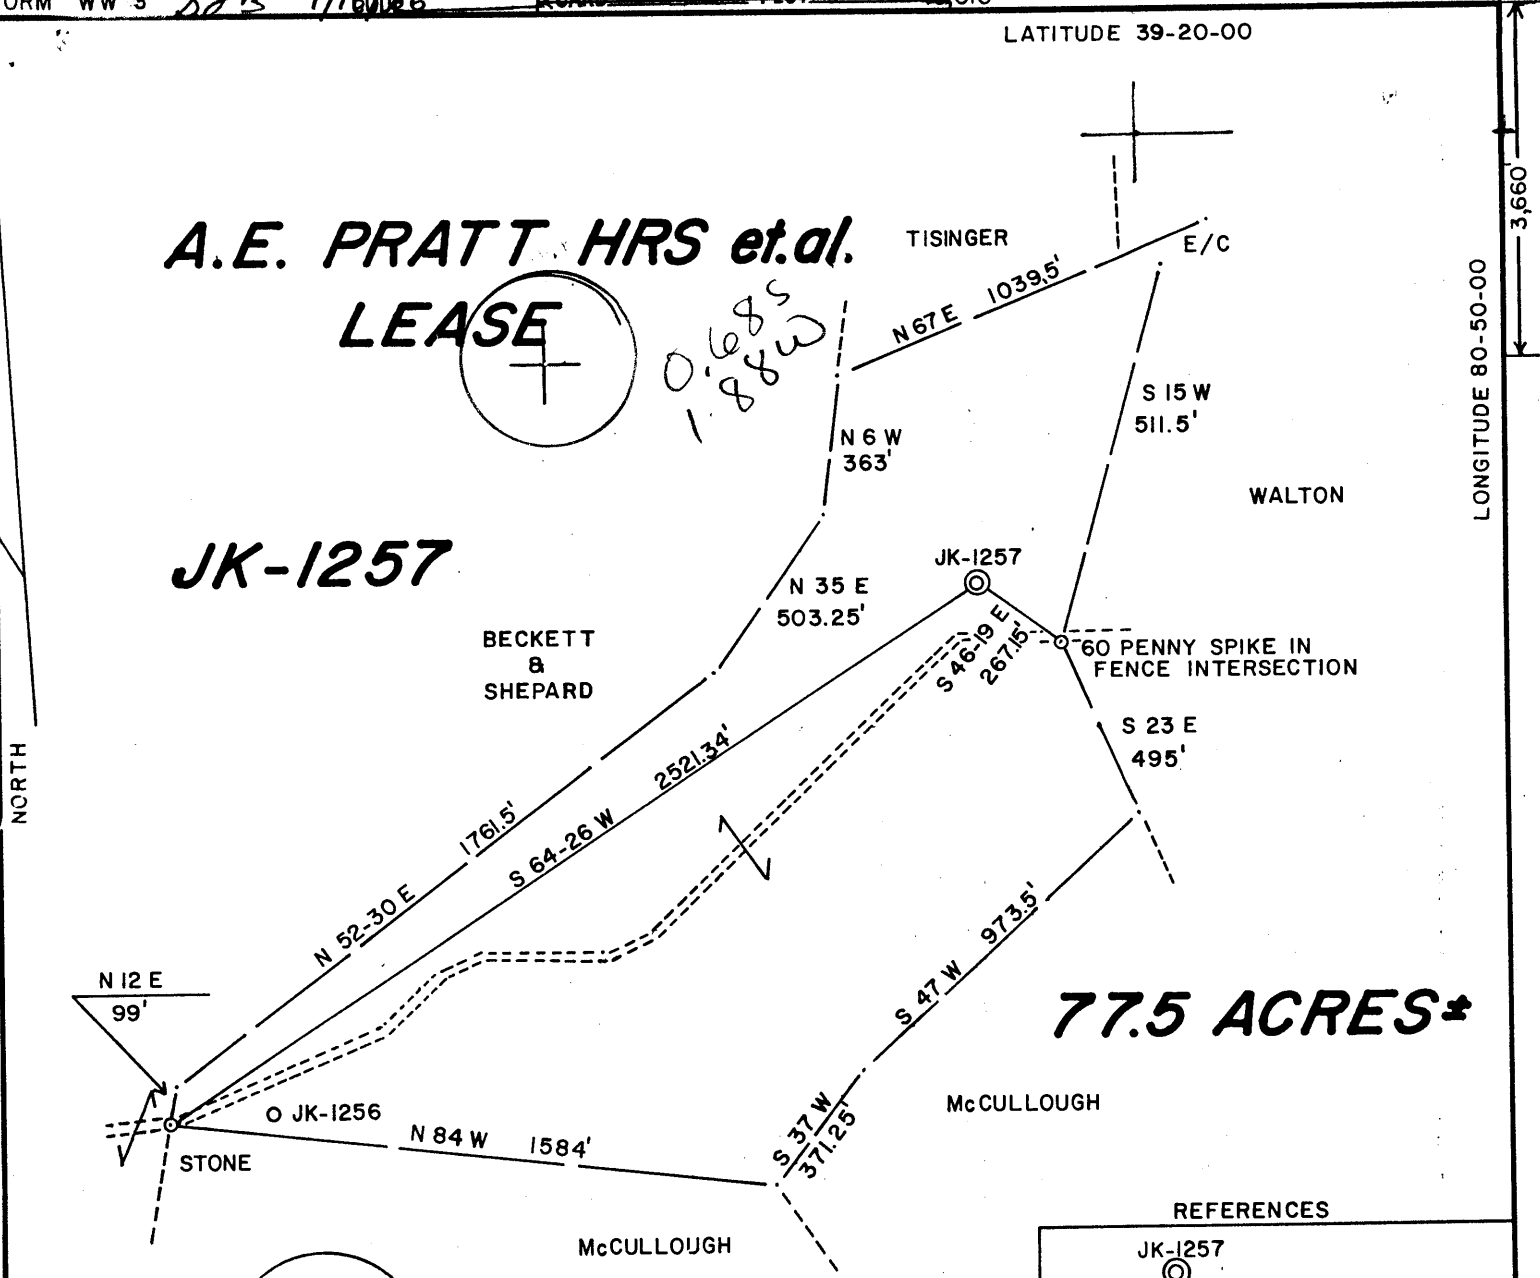 ORM WW
LATITUDE 39-20-00
3,660'
A.E. PRATT HRS et.al.
LEASE
TISINGER
E/C
N 67 E 1039.5'
0.68S
1.88W
LONGITUDE 80-50-00
S 15 W
511.5'
N 6 W
363'
WALTON
JK-1257
JK-1257
N 35 E
503.25'
S 46-19 E
267.15'
BECKETT
&
SHEPARD
60 PENNY SPIKE IN
FENCE INTERSECTION
S 23 E
495'
NORTH
S 64-26 W 2521.34'
N 52-30 E 1761.5'
S 47 W 973.5'
N 12 E
99'
77.5 ACRES±
JK-1256
McCULLOUGH
S 37 W
371.25'
N 84 W 1584'
STONE
REFERENCES
McCULLOUGH
JK-1257